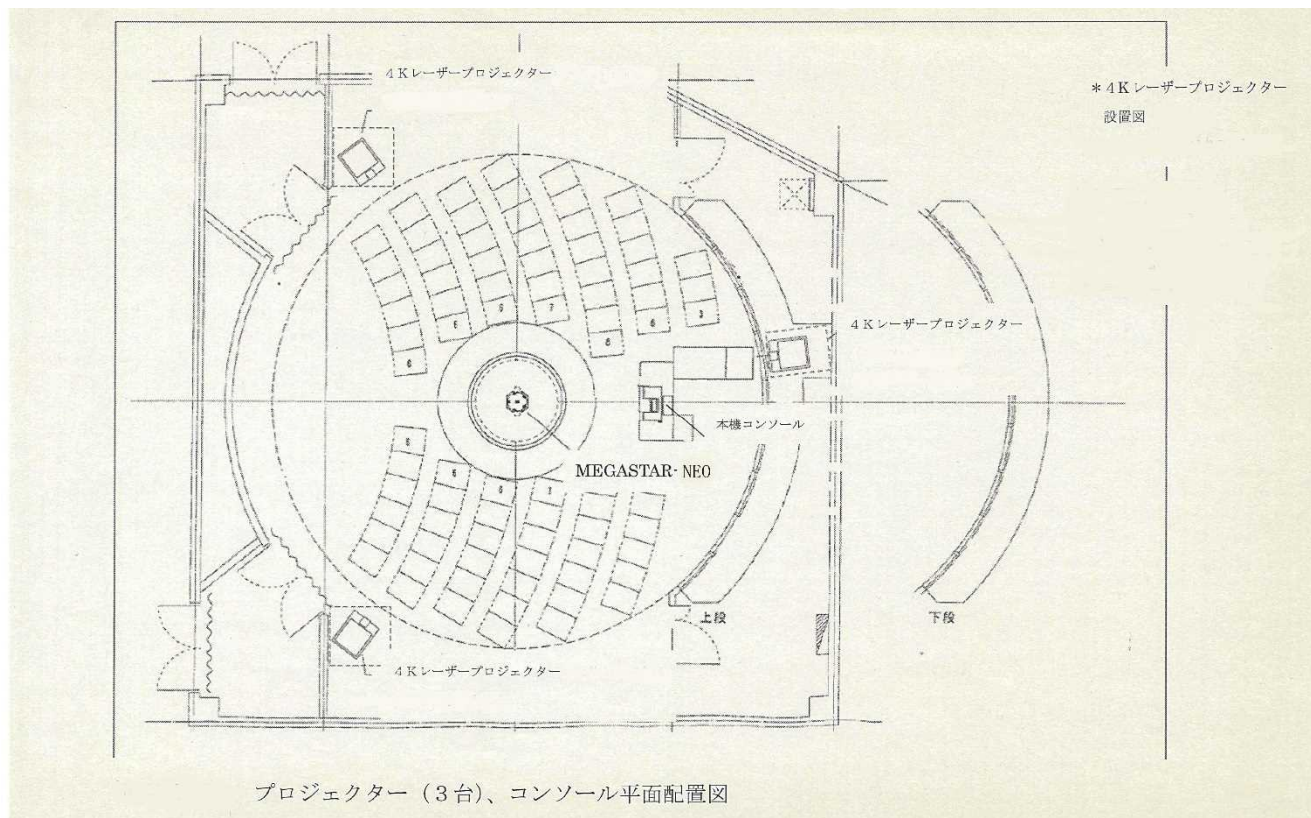 4Kレーザープロジェクター
*4Kレーザープロジェクター
設置図
4Kレーザープロジェクター
本機コンソール
MEGASTAR- NEO
上段
下段
4Kレーザープロジェクター
プロジェクター(3台)、コンソール平面配置図